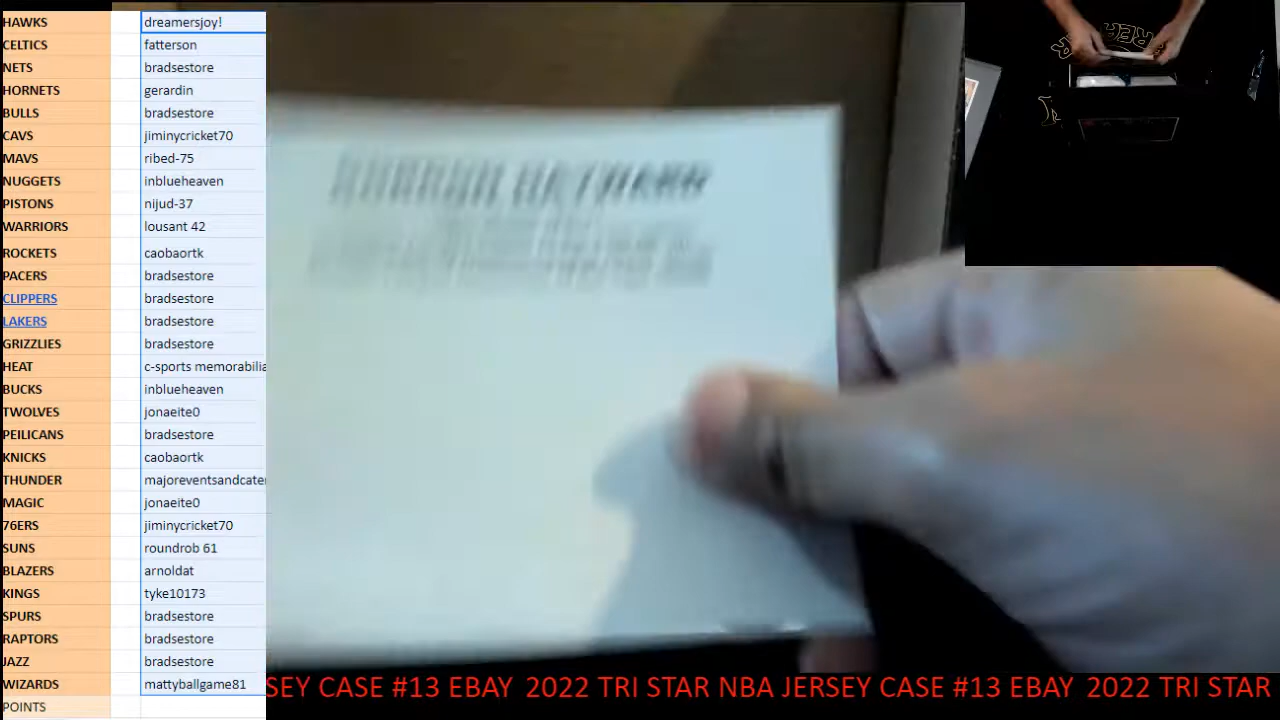 HAWKS dreamersjoy!
CELTICS fatterson
NETS bradsestore
HORNETS gerardin
BULLS bradsestore
CAVS jiminycricket70
MAVS ribed-75
NUGGETS inblueheaven
PISTONS nijud-37
WARRIORS lousant 42
ROCKETS caobaortk
PACERS bradsestore
CLIPPERS bradsestore
LAKERS bradsestore
GRIZZLIES bradsestore
HEAT c-sports memorabilia
BUCKS inblueheaven
TWOLVES jonaeite0
PEILICANS bradsestore
KNICKS caobaortk
THUNDER majoreventsandcater
MAGIC jonaeite0
76ERS jiminycricket70
SUNS roundrob 61
BLAZERS arnoldat
KINGS tyke10173
SPURS bradsestore
RAPTORS bradsestore
JAZZ bradsestore
WIZARDS mattyballgame81
POINTS
SEY CASE #13 EBAY 2022 TRI STAR NBA JERSEY CASE #13 EBAY 2022 TRI STAR